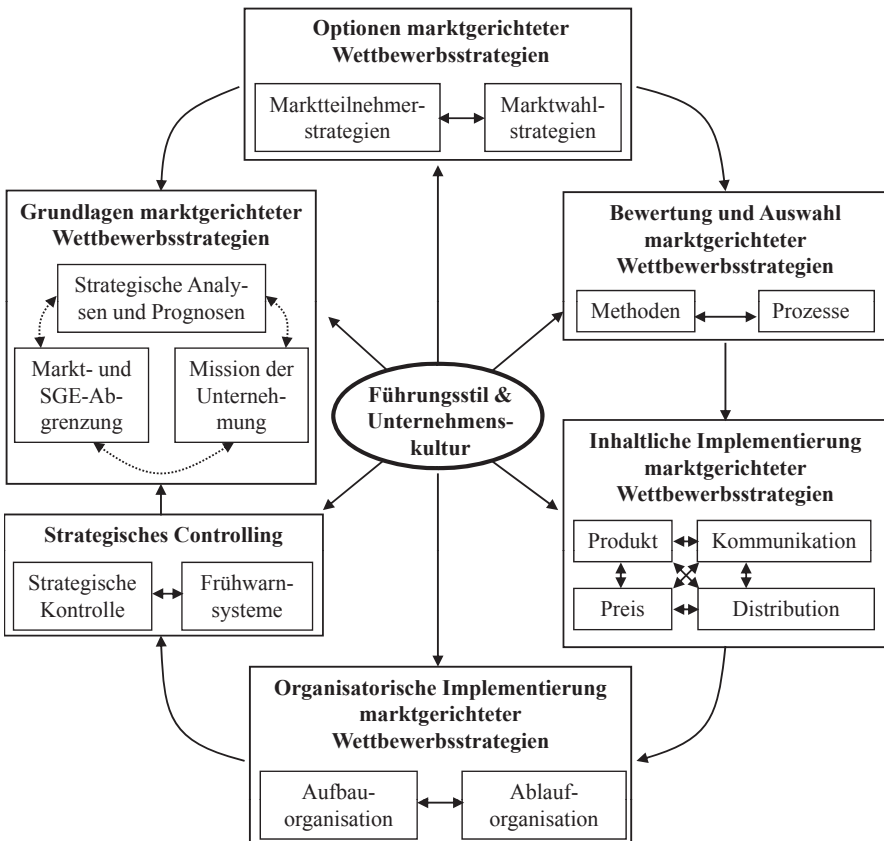 Optionen marktgerichteter
Wettbewerbsstrategien
Marktteilnehmer-
strategien
Marktwahl-
strategien
Grundlagen marktgerichteter
Wettbewerbsstrategien
Strategische Analy-
sen und Prognosen
Markt- und
SGE-Ab-
grenzung
Mission der
Unterneh-
mung
Bewertung und Auswahl
marktgerichteter
Wettbewerbsstrategien
Methoden
Prozesse
Führungsstil &
Unternehmens-
kultur
Inhaltliche Implementierung
marktgerichteter
Wettbewerbsstrategien
Produkt
Kommunikation
Preis
Distribution
Strategisches Controlling
Strategische
Kontrolle
Frühwarn-
systeme
Organisatorische Implementierung
marktgerichteter
Wettbewerbsstrategien
Aufbau-
organisation
Ablauf-
organisation